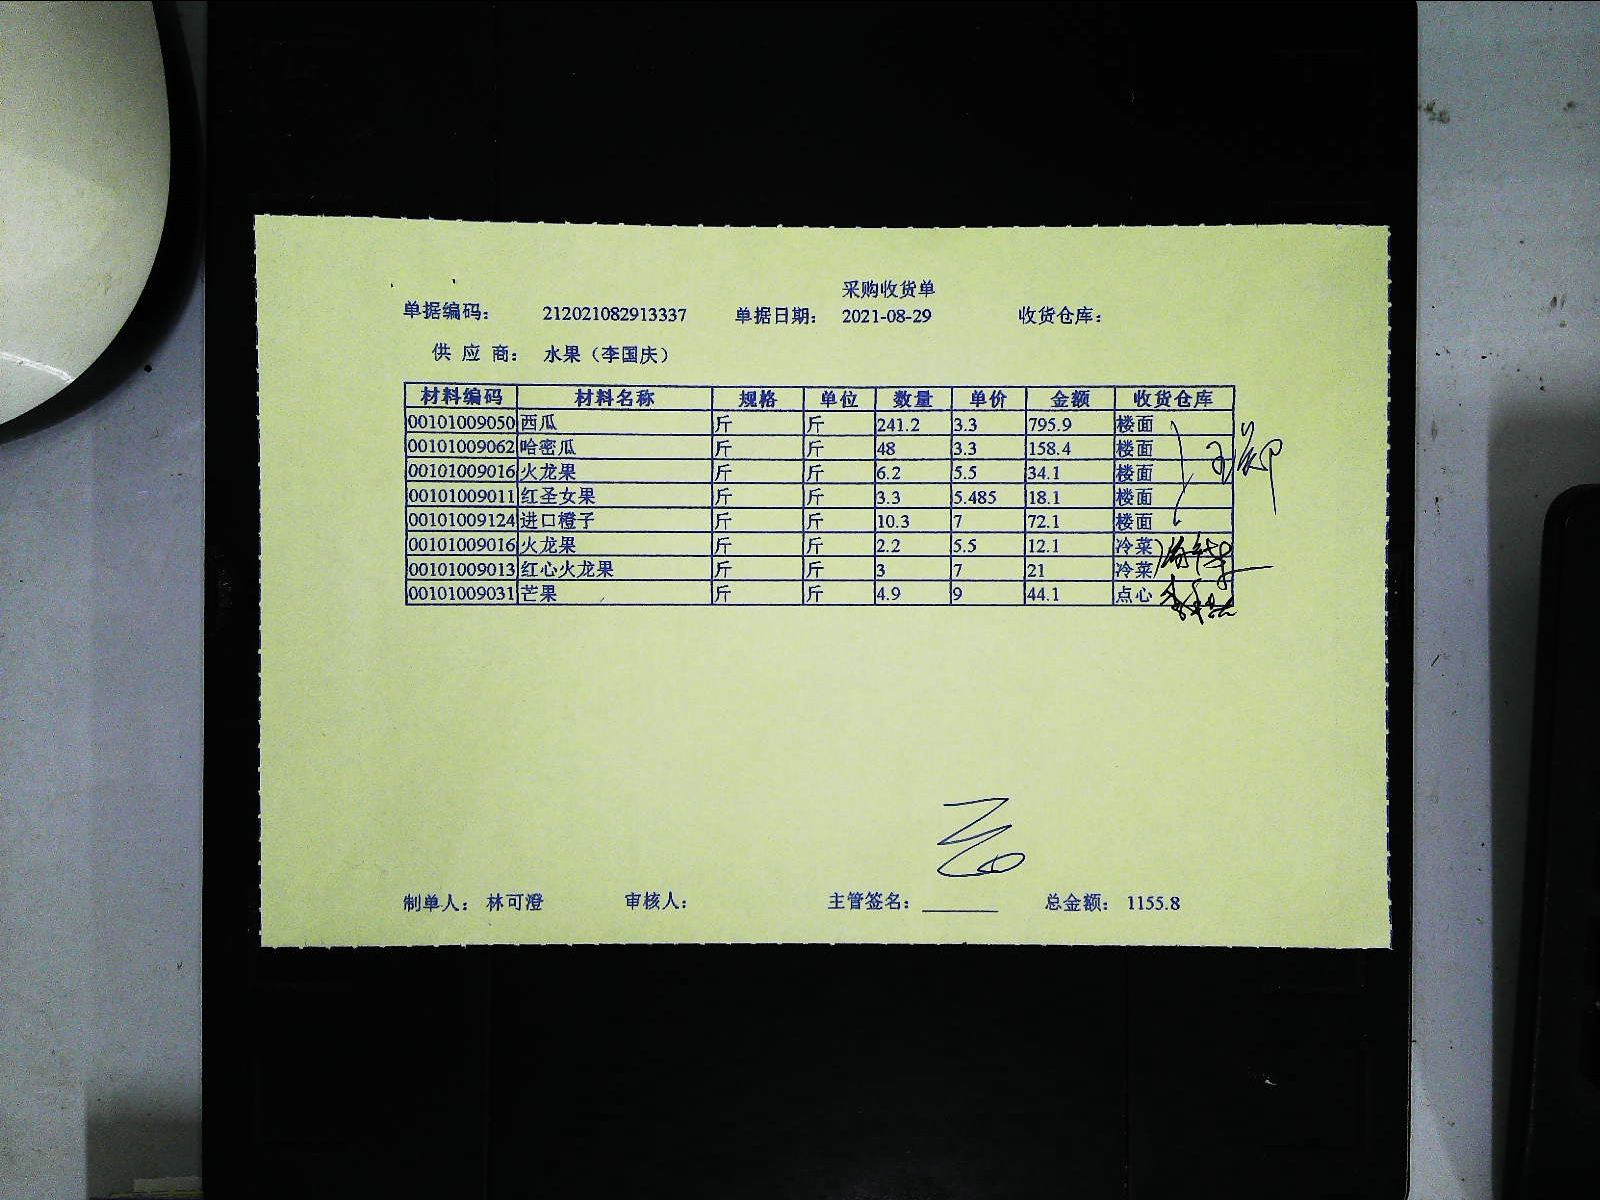 采购收货单
单据编码： 212021082913337 单据日期： 2021-08-29 收货仓库：
供 应 商： 水果（李国庆）
材料编码 材料名称 规格 单位 数量 单价 金额 收货仓库
00101009050 西瓜 斤 斤 241.2 3.3 795.9 楼面
00101009062 哈密瓜 斤 斤 48 3.3 158.4 楼面
00101009016 火龙果 斤 斤 6.2 5.5 34.1 楼面
00101009011 红圣女果 斤 斤 3.3 5.485 18.1 楼面
00101009124 进口橙子 斤 斤 10.3 7 72.1 楼面
00101009016 火龙果 斤 斤 2.2 5.5 12.1 冷菜
00101009013 红心火龙果 斤 斤 3 7 21 冷菜
00101009031 芒果 斤 斤 4.9 9 44.1 点心
制单人： 林可澄 审核人： 主管签名： 总金额： 1155.8